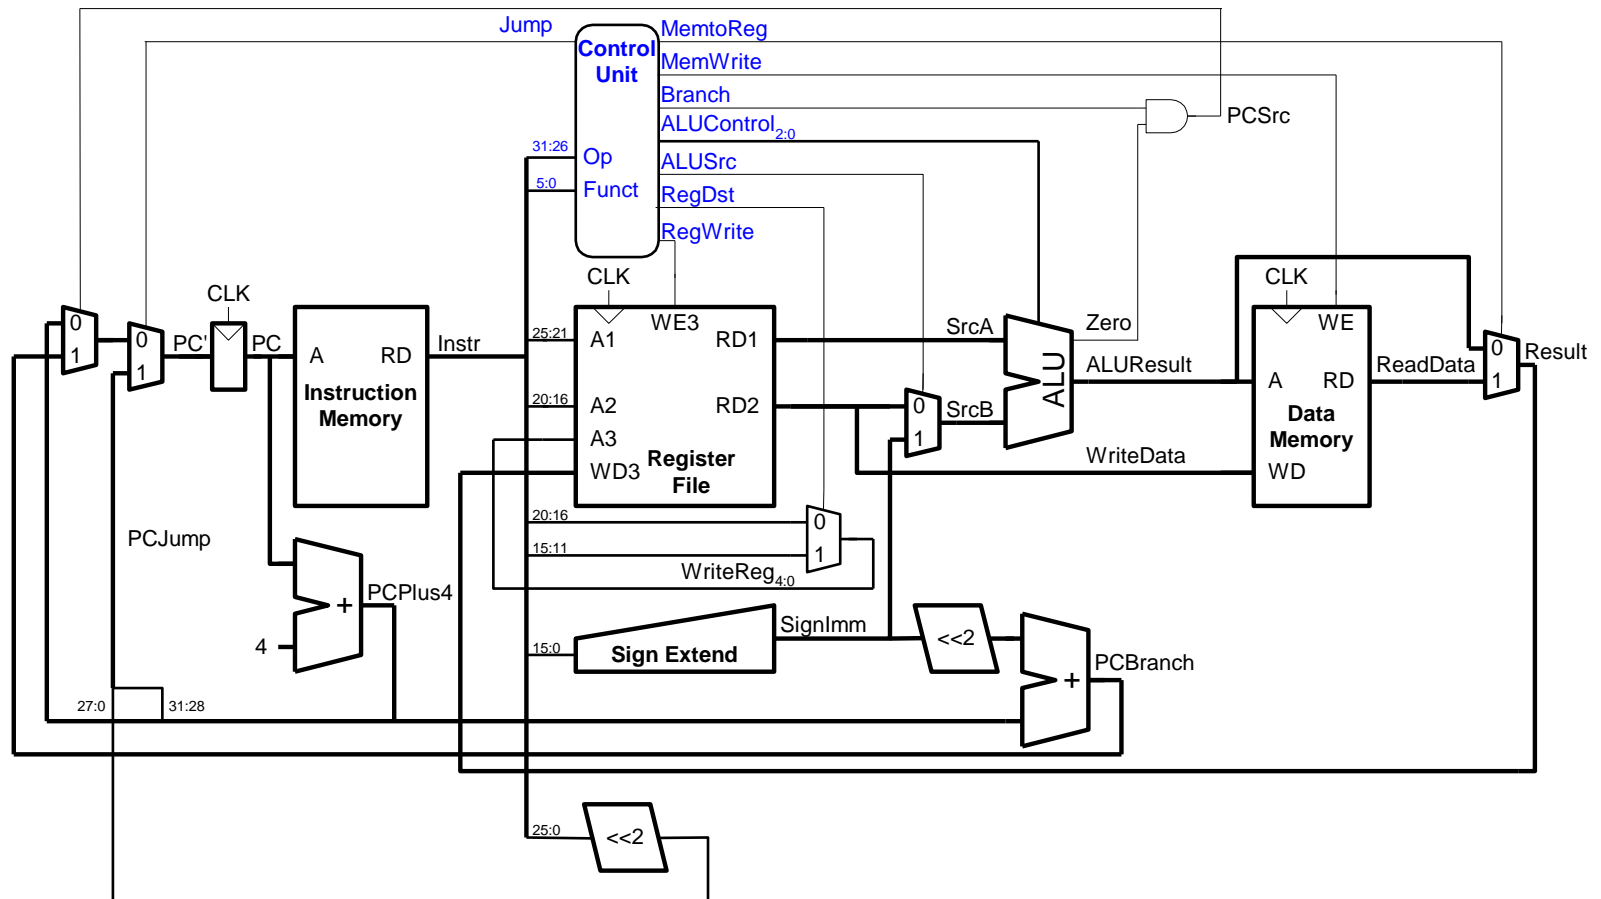 Jump
MemtoReg
Control
Unit
MemWrite
Branch
PCSrc
ALUControl2:0
31:26
Op
ALUSrc
5:0
Funct
RegDst
RegWrite
CLK
CLK
CLK
0
1
0
1
PC'
PC
A
RD
Instruction
Memory
Instr
25:21
A1
WE3
RD1
20:16
A2
RD2
A3
WD3
Register
File
SrcA
0
1
SrcB
ALU
Zero
ALUResult
WriteData
WE
A
RD
Data
Memory
WD
ReadData
0
1
Result
20:16
0
15:11
1
WriteReg4:0
PCJump
PCPlus4
+
4
SignImm
15:0
Sign Extend
<<2
PCBranch
+
27:0
31:28
25:0
<<2